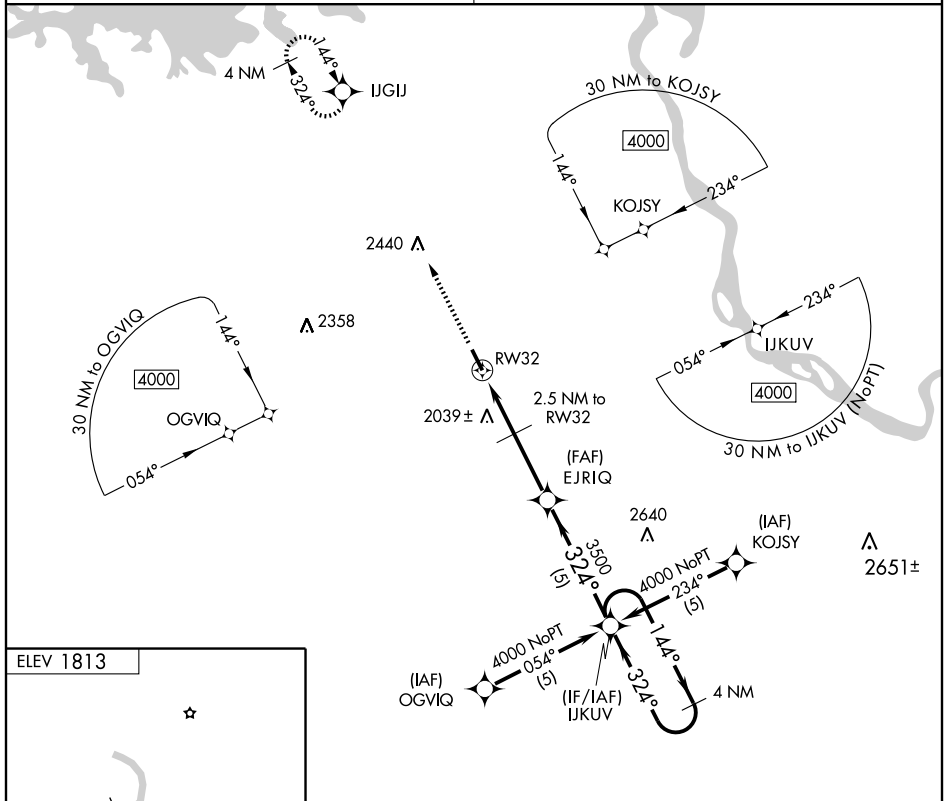 144°
4 NM
324°
IJGIJ
30 NM to KOJSY
4000
144°
234°
KOJSY
2440
234°
IJKUV
054°
4000
30 NM to IJKUV (NoPT)
30 NM to OGVIQ
4000
144°
OGVIQ
054°
2358
RW32
2.5 NM to
RW32
2039±
(FAF)
EJRIQ
2640
(IAF)
KOJSY
2651±
3500
324°
(5)
4000 NoPT
234°
(5)
4000 NoPT
054°
(5)
(IAF)
OGVIQ
(IF/IAF)
IJKUV
144°
324°
4 NM
ELEV 1813